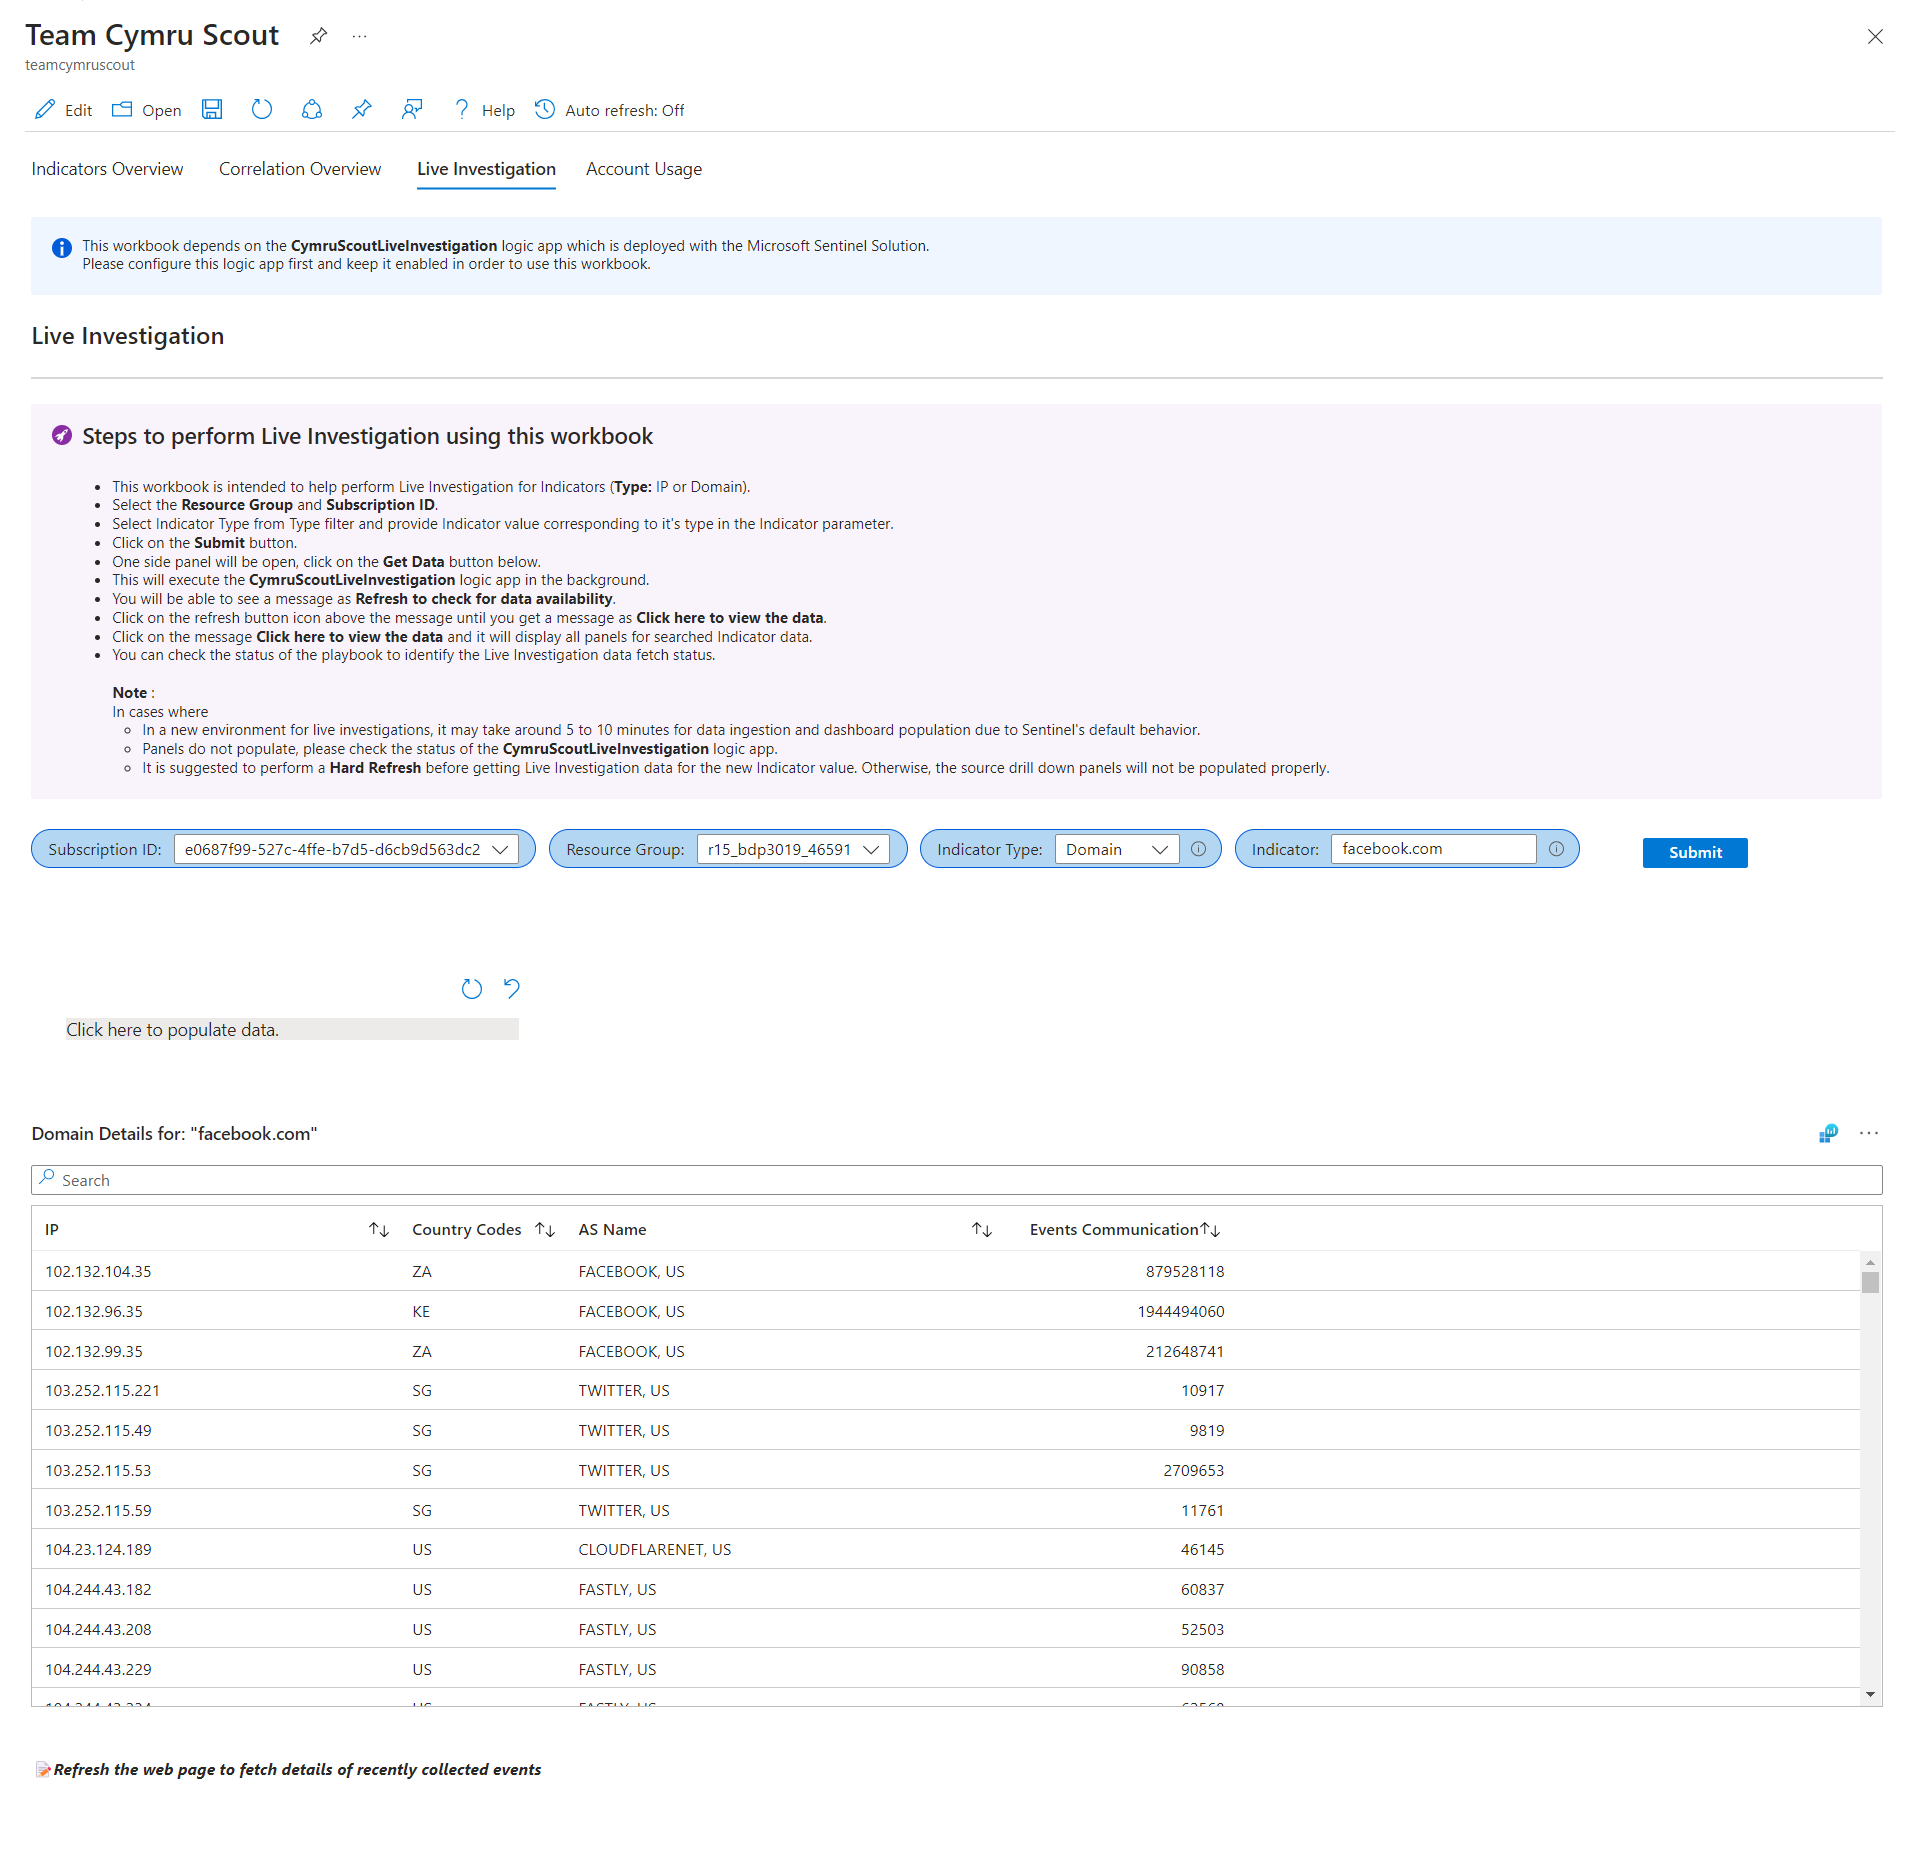 Team Cymru Scout
teamcymruscout
Edit Open Help Auto refresh: Off
Indicators Overview Correlation Overview Live Investigation Account Usage
This workbook depends on the CymruScoutLiveInvestigation logic app which is deployed with the Microsoft Sentinel Solution.
Please configure this logic app first and keep it enabled in order to use this workbook.
Live Investigation
Steps to perform Live Investigation using this workbook
• This workbook is intended to help perform Live Investigation for Indicators (Type: IP or Domain).
• Select the Resource Group and Subscription ID.
• Select Indicator Type from Type filter and provide Indicator value corresponding to it's type in the Indicator parameter.
• Click on the Submit button.
• One side panel will be open, click on the Get Data button below.
• This will execute the CymruScoutLiveInvestigation logic app in the background.
• You will be able to see a message as Refresh to check for data availability.
• Click on the refresh button icon above the message until you get a message as Click here to view the data.
• Click on the message Click here to view the data and it will display all panels for searched Indicator data.
• You can check the status of the playbook to identify the Live Investigation data fetch status.
Note :
In cases where
◦ In a new environment for live investigations, it may take around 5 to 10 minutes for data ingestion and dashboard population due to Sentinel's default behavior.
◦ Panels do not populate, please check the status of the CymruScoutLiveInvestigation logic app.
◦ It is suggested to perform a Hard Refresh before getting Live Investigation data for the new Indicator value. Otherwise, the source drill down panels will not be populated properly.
Subscription ID: e0687f99-527c-4ffe-b7d5-d6cb9d563dc2 Resource Group: r15_bdp3019_46591 Indicator Type: Domain Indicator: facebook.com Submit
Click here to populate data.
Domain Details for: "facebook.com"
Search
IP Country Codes AS Name Events Communication
102.132.104.35 ZA FACEBOOK, US 879528118
102.132.96.35 KE FACEBOOK, US 1944494060
102.132.99.35 ZA FACEBOOK, US 212648741
103.252.115.221 SG TWITTER, US 10917
103.252.115.49 SG TWITTER, US 9819
103.252.115.53 SG TWITTER, US 2709653
103.252.115.59 SG TWITTER, US 11761
104.23.124.189 US CLOUDFLARENET, US 46145
104.244.43.182 US FASTLY, US 60837
104.244.43.208 US FASTLY, US 52503
104.244.43.229 US FASTLY, US 90858
Refresh the web page to fetch details of recently collected events